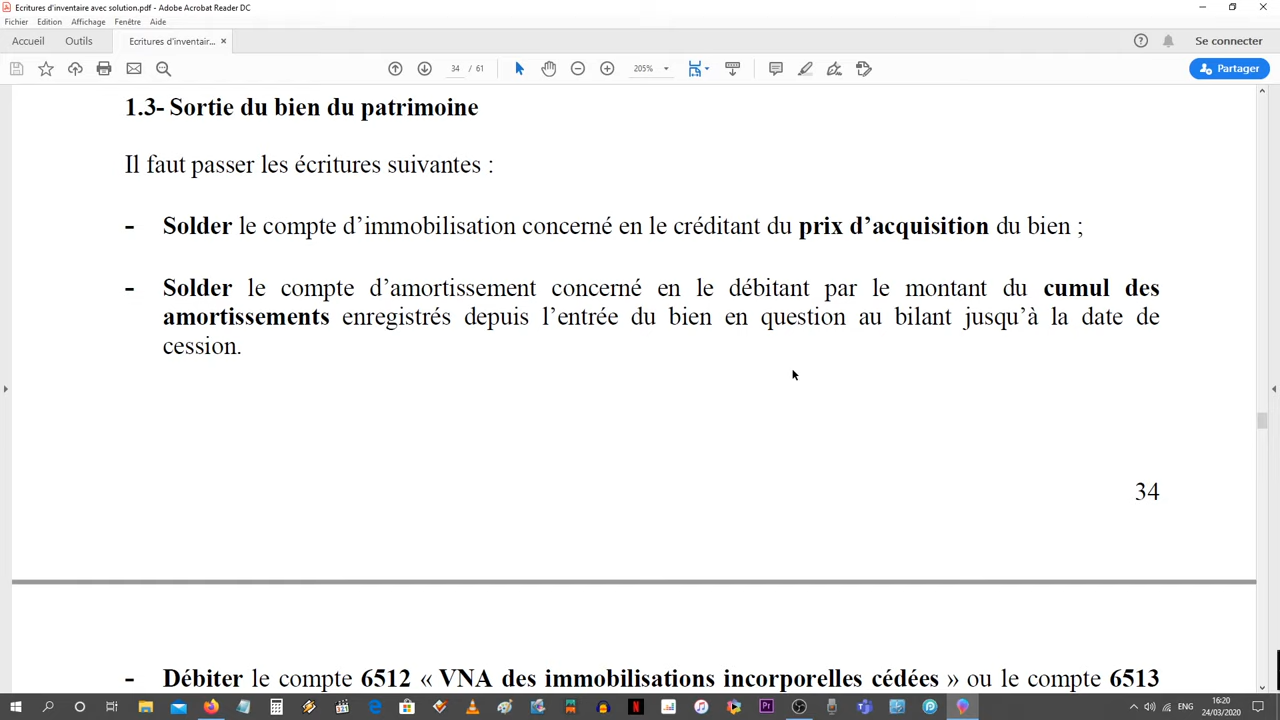 Ecritures d'inventaire avec solution.pdf - Adobe Acrobat Reader DC
Fichier Edition Affichage Fenêtre Aide
Accueil Outils Ecritures d'inventair... ×
Se connecter
34 / 61 205% Partager
1.3- Sortie du bien du patrimoine
Il faut passer les écritures suivantes :
- Solder le compte d’immobilisation concerné en le créditant du prix d’acquisition du bien ;
- Solder le compte d’amortissement concerné en le débitant par le montant du cumul des
amortissements enregistrés depuis l’entrée du bien en question au bilant jusqu’à la date de
cession.
34
- Débiter le compte 6512 « VNA des immobilisations incorporelles cédées » ou le compte 6513
ENG 16:20
24/03/2020